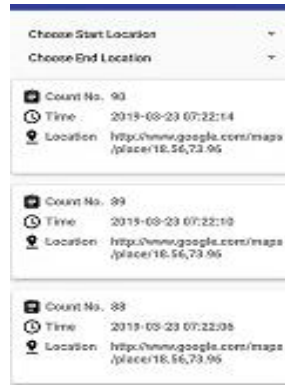 Choose Start Location
Choose End Location
Count No. 90
Time 2019-03-23 07:22:14
Location http://www.google.com/maps
/place/18.56,73.96
Count No. 89
Time 2019-03-23 07:22:10
Location http://www.google.com/maps
/place/18.56,73.96
Count No. 88
Time 2019-03-23 07:22:06
Location http://www.google.com/maps
/place/18.56,73.96